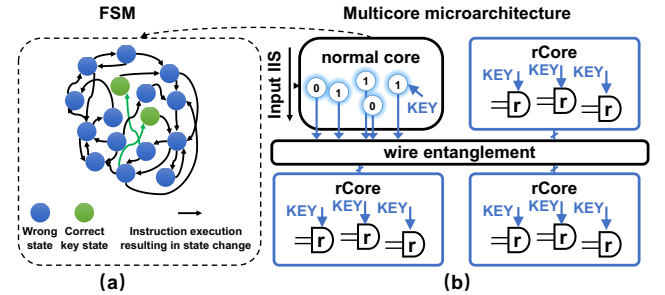 FSM
Multicore microarchitecture
Input IIS
normal core
0
1
1
0
1
KEY
rCore
KEY
KEY
KEY
r
r
r
wire entanglement
rCore
KEY
KEY
KEY
r
r
r
rCore
KEY
KEY
KEY
r
r
r
Wrong
state
Correct
key state
Instruction execution
resulting in state change
(a)
(b)